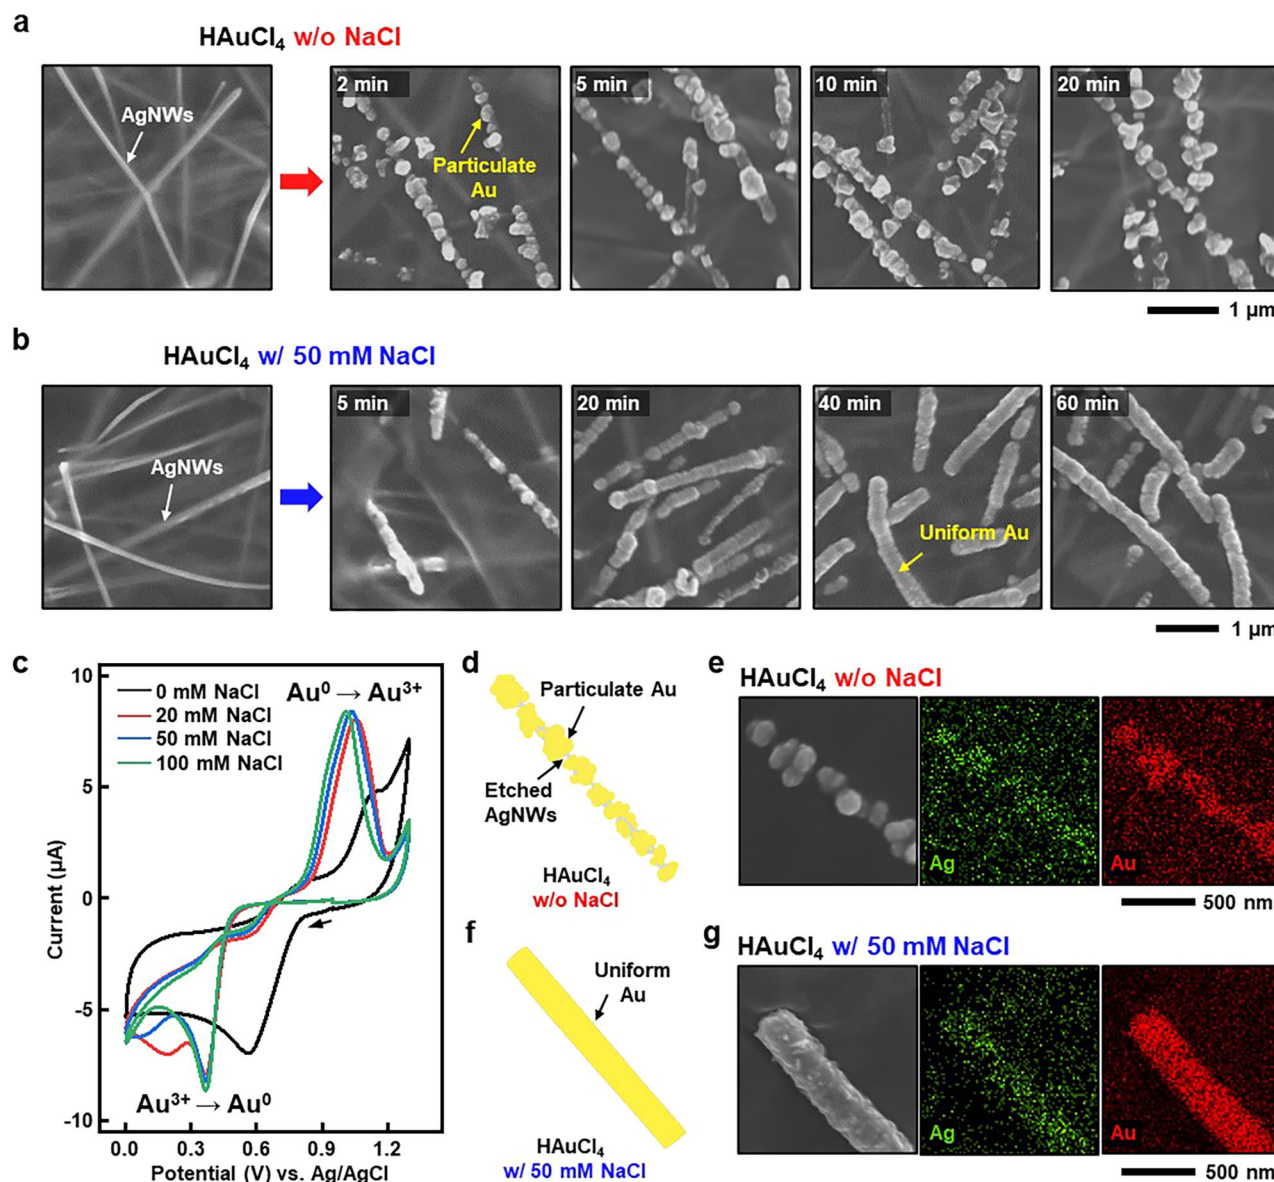 a
HAuCl₄ w/o NaCl
AgNWs
2 min
Particulate
Au
5 min
10 min
20 min
1 µm
b
HAuCl₄ w/ 50 mM NaCl
AgNWs
5 min
20 min
40 min
Uniform Au
60 min
1 µm
c
10
5
0
-5
-10
Current (µA)
0 mM NaCl
20 mM NaCl
50 mM NaCl
100 mM NaCl
Au⁰ → Au³⁺
Au³⁺ → Au⁰
0.0 0.3 0.6 0.9 1.2
Potential (V) vs. Ag/AgCl
d
Particulate Au
Etched
AgNWs
HAuCl₄
w/o NaCl
e
HAuCl₄ w/o NaCl
Ag
Au
500 nm
f
Uniform
Au
HAuCl₄
w/ 50 mM NaCl
g
HAuCl₄ w/ 50 mM NaCl
Ag
Au
500 nm